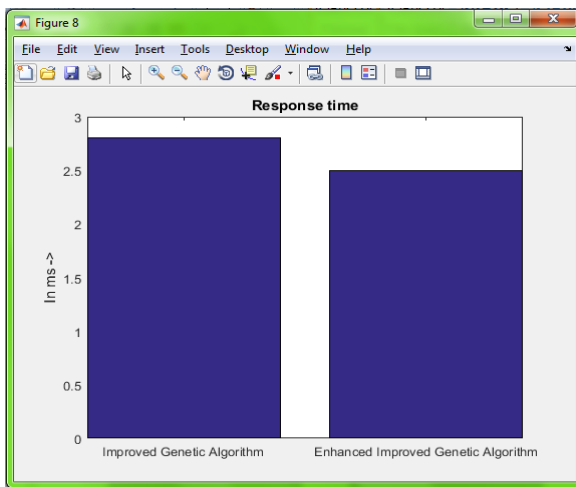 Figure 8
File Edit View Insert Tools Desktop Window Help
Response time
3
2.5
2
1.5
1
0.5
0
In ms ->
Improved Genetic Algorithm
Enhanced Improved Genetic Algorithm